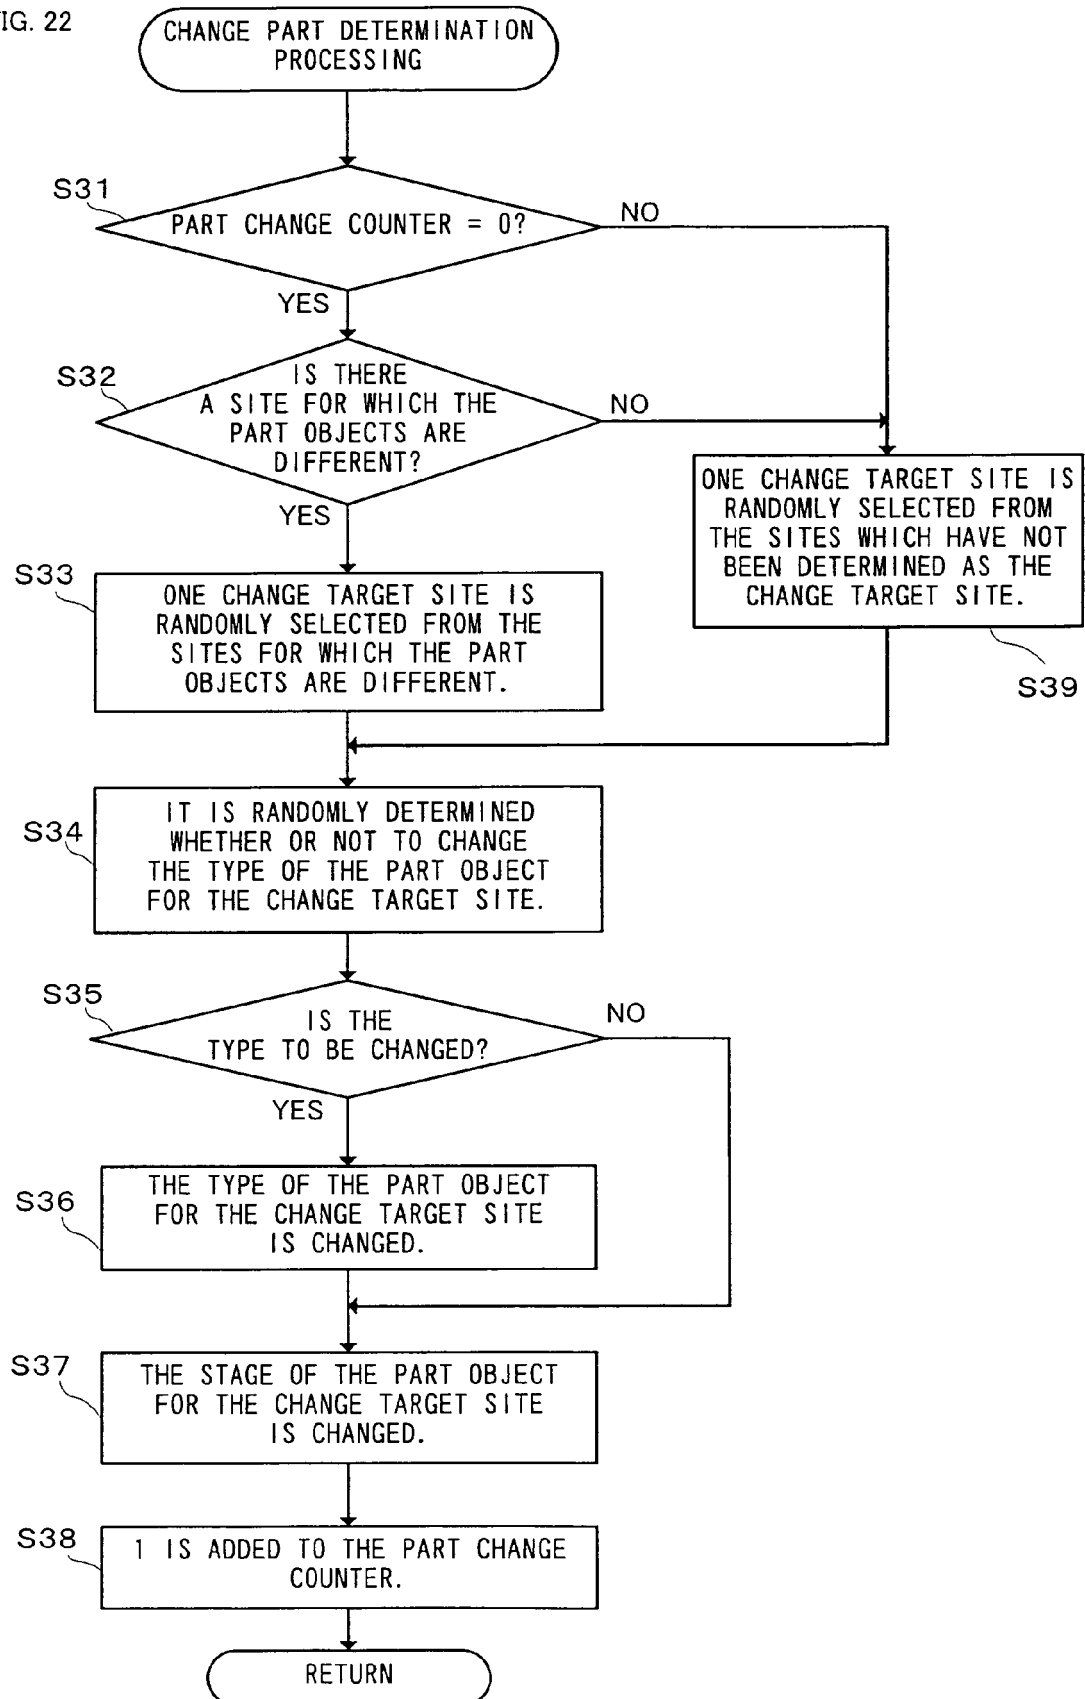 IG. 22
CHANGE PART DETERMINATION
PROCESSING
S31
PART CHANGE COUNTER = 0?
NO
YES
S32
IS THERE
A SITE FOR WHICH THE
PART OBJECTS ARE
DIFFERENT?
NO
YES
S33
ONE CHANGE TARGET SITE IS
RANDOMLY SELECTED FROM THE
SITES FOR WHICH THE PART
OBJECTS ARE DIFFERENT.
ONE CHANGE TARGET SITE IS
RANDOMLY SELECTED FROM
THE SITES WHICH HAVE NOT
BEEN DETERMINED AS THE
CHANGE TARGET SITE.
S39
S34
IT IS RANDOMLY DETERMINED
WHETHER OR NOT TO CHANGE
THE TYPE OF THE PART OBJECT
FOR THE CHANGE TARGET SITE.
S35
IS THE
TYPE TO BE CHANGED?
NO
YES
S36
THE TYPE OF THE PART OBJECT
FOR THE CHANGE TARGET SITE
IS CHANGED.
S37
THE STAGE OF THE PART OBJECT
FOR THE CHANGE TARGET SITE
IS CHANGED.
S38
1 IS ADDED TO THE PART CHANGE
COUNTER.
RETURN